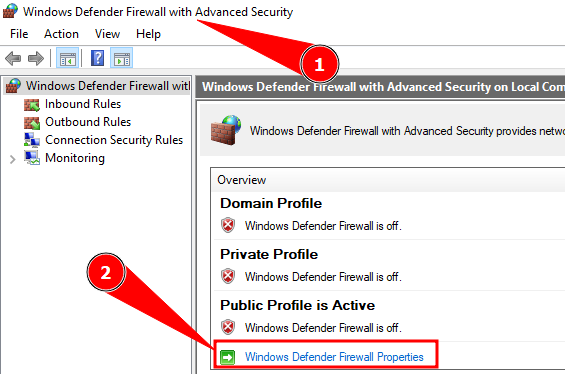 Windows Defender Firewall with Advanced Security
File Action View Help
1
Windows Defender Firewall with
Inbound Rules
Outbound Rules
Connection Security Rules
Monitoring
Windows Defender Firewall with Advanced Security on Local Com
Windows Defender Firewall with Advanced Security provides netwo
Overview
Domain Profile
Windows Defender Firewall is off.
Private Profile
Windows Defender Firewall is off.
2
Public Profile is Active
Windows Defender Firewall is off.
Windows Defender Firewall Properties